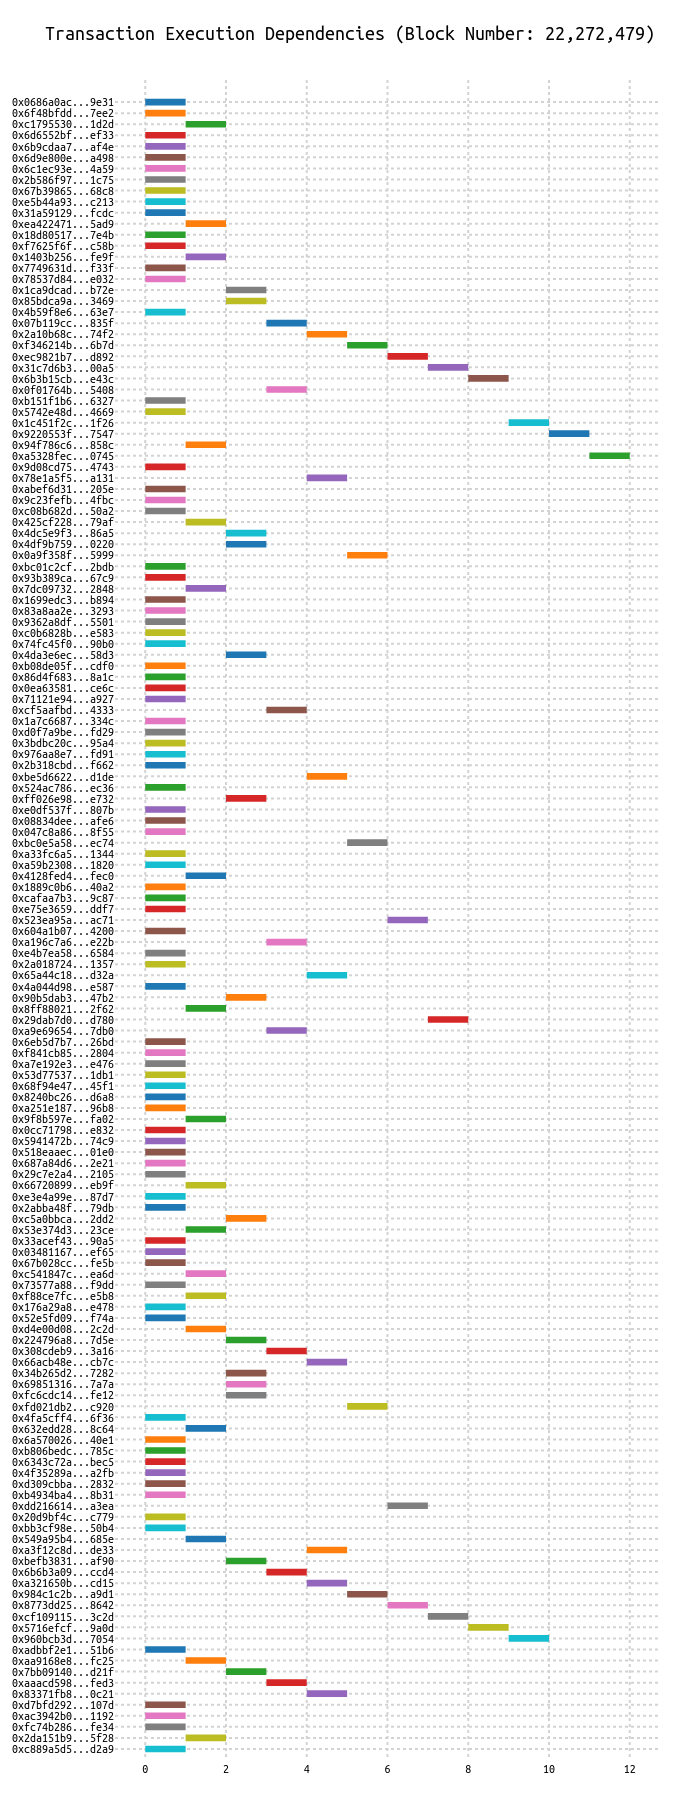 Transaction Execution Dependencies (Block Number: 22,272,479)
0x0686a0ac...9e31
0x6f48bfdd...7ee2
0xc1795530...1d2d
0x6d6552bf...ef33
0x6b9cdaa7...af4e
0x6d9e800e...a498
0x6c1ec93e...4a59
0x2b586f97...1c75
0x67b39865...68c8
0xe5b44a93...c213
0x31a59129...fcdc
0xea422471...5ad9
0x18d80517...7e4b
0xf7625f6f...c58b
0x1403b256...fe9f
0x7749631d...f33f
0x78537d84...e032
0x1ca9dcad...b72e
0x85bdca9a...3469
0x4b59f8e6...63e7
0x07b119cc...835f
0x2a10b68c...74f2
0xf346214b...6b7d
0xec9821b7...d892
0x31c7d6b3...00a5
0x6b3b15cb...e43c
0x0f01764b...5408
0xb151f1b6...6327
0x5742e48d...4669
0x1c451f2c...1f26
0x9220553f...7547
0x94f786c6...858c
0xa5328fec...0745
0x9d08cd75...4743
0x78e1a5f5...a131
0xabef6d31...205e
0x9c23fefb...4fbc
0xc08b682d...50a2
0x425cf228...79af
0x4dc5e9f3...86a5
0x4df9b759...0220
0x0a9f358f...5999
0xbc01c2cf...2bdb
0x93b389ca...67c9
0x7dc09732...2848
0x1699edc3...b894
0x83a8aa2e...3293
0x9362a8df...5501
0xc0b6828b...e583
0x74fc45f0...90b0
0x4da3e6ec...58d3
0xb08de05f...cdf0
0x86d4f683...8a1c
0x0ea63581...ce6c
0x71121e94...a927
0xcf5aafbd...4333
0x1a7c6687...334c
0xd0f7a9be...fd29
0x3bdbc20c...95a4
0x976aa8e7...fd91
0x2b318cbd...f662
0xbe5d6622...d1de
0x524ac786...ec36
0xff026e98...e732
0xe0df537f...807b
0x08834dee...afe6
0x047c8a86...8f55
0xbc0e5a58...ec74
0xa33fc6a5...1344
0xa59b2308...1820
0x4128fed4...fec0
0x1889c0b6...40a2
0xcafaa7b3...9c87
0xe75e3659...ddf7
0x523ea95a...ac71
0x604a1b07...4200
0xa196c7a6...e22b
0xe4b7ea58...6584
0x2a018724...1357
0x65a44c18...d32a
0x4a044d98...e587
0x90b5dab3...47b2
0x8ff88021...2f62
0x29dab7d0...d780
0xa9e69654...7db0
0x6eb5d7b7...26bd
0xf841cb85...2804
0xa7e192e3...e476
0x53d77537...1db1
0x68f94e47...45f1
0x8240bc26...d6a8
0xa251e187...96b8
0x9f8b597e...fa02
0x0cc71798...e832
0x5941472b...74c9
0x518eaaec...01e0
0x687a84d6...2e21
0x29c7e2a4...2105
0x66720899...eb9f
0xe3e4a99e...87d7
0x2abba48f...79db
0xc5a0bbca...2dd2
0x53e374d3...23ce
0x33acef43...90a5
0x03481167...ef65
0x67b028cc...fe5b
0xc541847c...ea6d
0x73577a88...f9dd
0xf88ce7fc...e5b8
0x176a29a8...e478
0x52e5fd09...f74a
0xd4e00d08...2c2d
0x224796a8...7d5e
0x308cdeb9...3a16
0x66acb48e...cb7c
0x34b265d2...7282
0x69851316...7a7a
0xfc6cdc14...fe12
0xfd021db2...c920
0x4fa5cff4...6f36
0x632edd28...8c64
0x6a570026...40e1
0xb806bedc...785c
0x6343c72a...bec5
0x4f35289a...a2fb
0xd309cbba...2832
0xb4934ba4...8b31
0xdd216614...a3ea
0x20d9bf4c...c779
0xbb3cf98e...50b4
0x549a95b4...685e
0xa3f12c8d...de33
0xbefb3831...af90
0x6b6b3a09...ccd4
0xa321650b...cd15
0x984c1c2b...a9d1
0x8773dd25...8642
0xcf109115...3c2d
0x5716efcf...9a0d
0x960bcb3d...7054
0xadbbf2e1...51b6
0xaa9168e8...fc25
0x7bb09140...d21f
0xaaacd598...fed3
0x83371fb8...0c21
0xd7bfd292...107d
0xac3942b0...1192
0xfc74b286...fe34
0x2da151b9...5f28
0xc889a5d5...d2a9
0 2 4 6 8 10 12